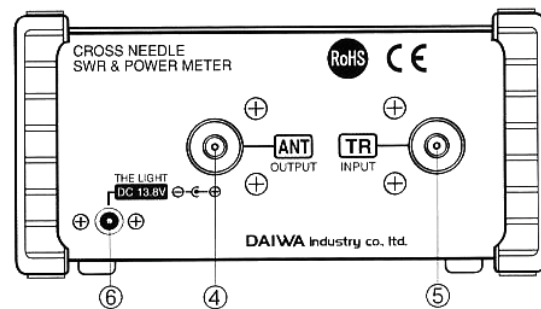 CROSS NEEDLE
SWR & POWER METER
RoHS CE
ANT
OUTPUT
TR
INPUT
THE LIGHT
DC 13.8V
DAIWA industry co., ltd.
⑥ ④ ⑤